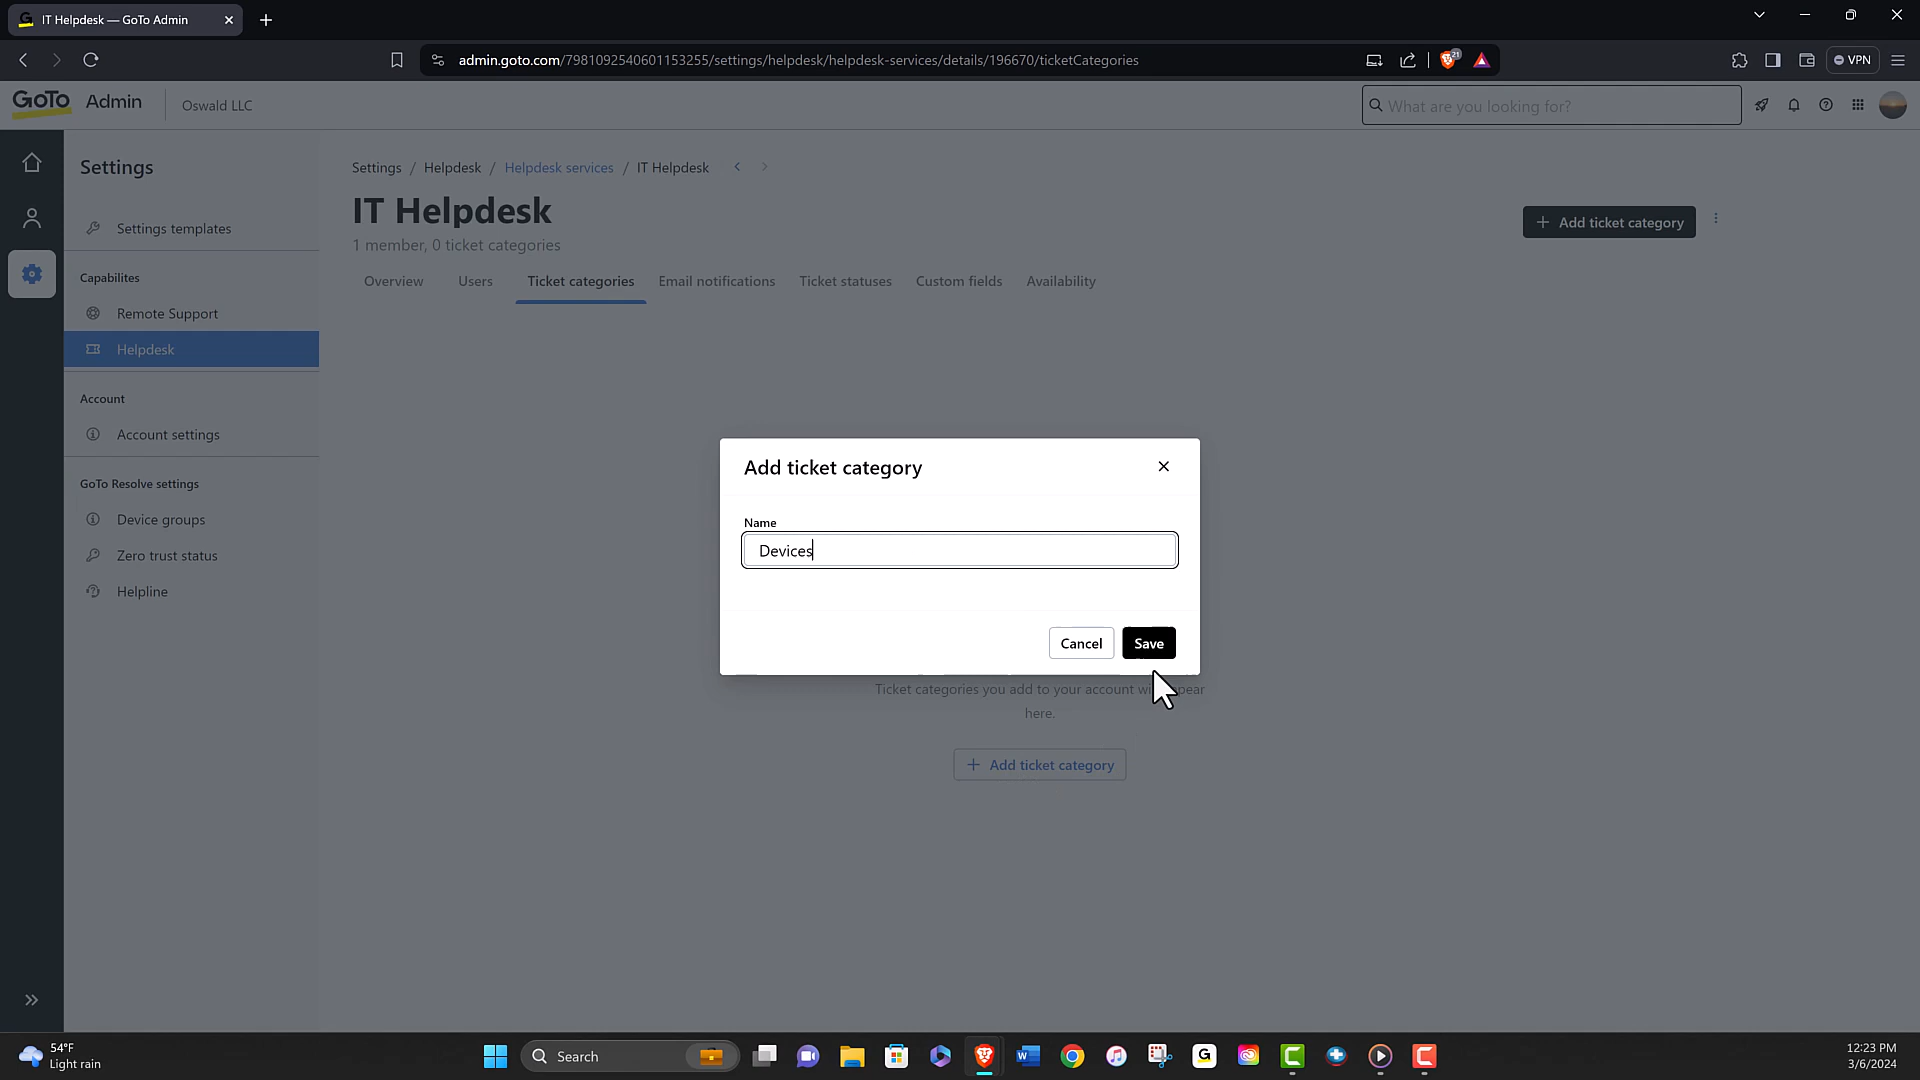 IT Helpdesk — GoTo Admin
admin.goto.com/7981092540601153255/settings/helpdesk/helpdesk-services/details/196670/ticketCategories
21
VPN
GoTo Admin
Oswald LLC
What are you looking for?
Settings
Settings templates
Capabilites
Remote Support
Helpdesk
Account
Account settings
GoTo Resolve settings
Device groups
Zero trust status
Helpline
Settings / Helpdesk / Helpdesk services / IT Helpdesk
IT Helpdesk
1 member, 0 ticket categories
+ Add ticket category
Overview
Users
Ticket categories
Email notifications
Ticket statuses
Custom fields
Availability
Add ticket category
Name
Devices
Cancel
Save
Ticket categories you add to your account w
pear
here.
+ Add ticket category
54°F
Light rain
Search
12:23 PM
3/6/2024